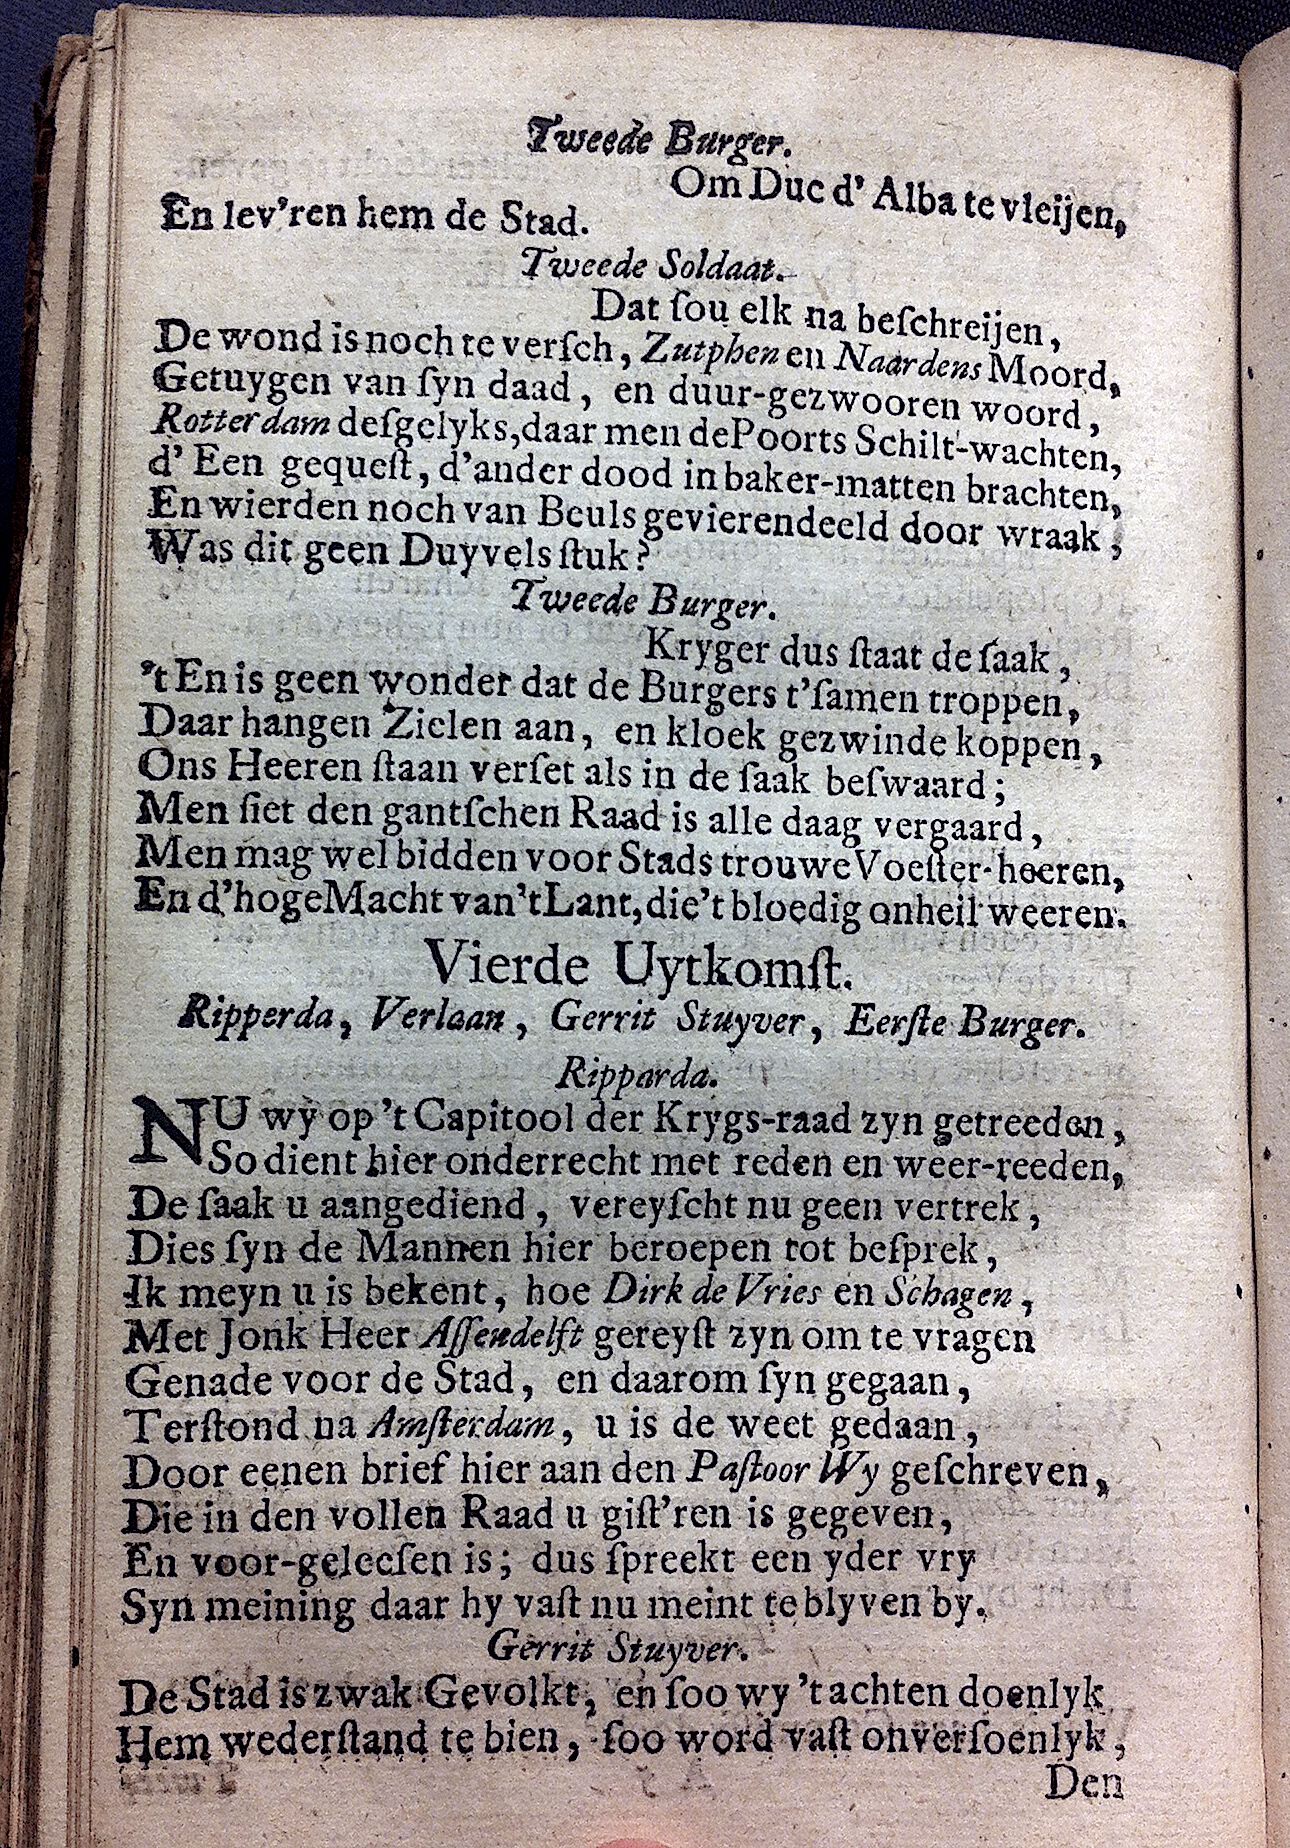 Tweede Burger.
Om Duc d' Alba te vleijen,
En lev'ren hem de Stad.
Tweede Soldaat.
Dat ſou elk na beſchreijen,
De wond is noch te verſch, Zutphen en Naardens Moord,
Getuygen van ſyn daad, en duur-gezwooren woord,
Rotterdam deſgelyks, daar men de Poorts Schilt-wachten,
d' Een gequeſt, d'ander dood in baker-matten brachten,
En wierden noch van Beuls gevierendeeld door wraak,
Was dit geen Duyvels ſtuk?
Tweede Burger.
Kryger dus ſtaat de ſaak,
't En is geen wonder dat de Burgers t'ſamen troppen,
Daar hangen Zielen aan, en kloek gezwinde koppen,
Ons Heeren ſtaan verſet als in de ſaak beſwaard;
Men ſiet den gantſchen Raad is alle daag vergaard,
Men mag wel bidden voor Stads trouwe Voeſter-heeren,
En d'hoge Macht van 't Lant, die 't bloedig onheil weeren.
Vierde Uytkomſt.
Ripperda, Verlaan, Gerrit Stuyver, Eerſte Burger.
Ripparda.
NU wy op 't Capitool der Krygs-raad zyn getreeden,
So dient hier onderrecht met reden en weer-reeden,
De ſaak u aangediend, vereyſcht nu geen vertrek,
Dies ſyn de Mannen hier beroepen tot beſprek,
Ik meyn u is bekent, hoe Dirk de Vries en Schagen,
Met Jonk Heer Aſſendelft gereyſt zyn om te vragen
Genade voor de Stad, en daarom ſyn gegaan,
Terſtond na Amſterdam, u is de weet gedaan,
Door eenen brief hier aan den Paſtoor Wy geſchreven,
Die in den vollen Raad u giſt'ren is gegeven,
En voor-geleeſen is; dus ſpreekt een yder vry
Syn meining daar hy vaſt nu meint te blyven by.
Gerrit Stuyver.
De Stad is zwak Gevolkt, en ſoo wy 't achten doenlyk
Hem wederſtand te bien, ſoo word vaſt onverſoenlyk,
Den